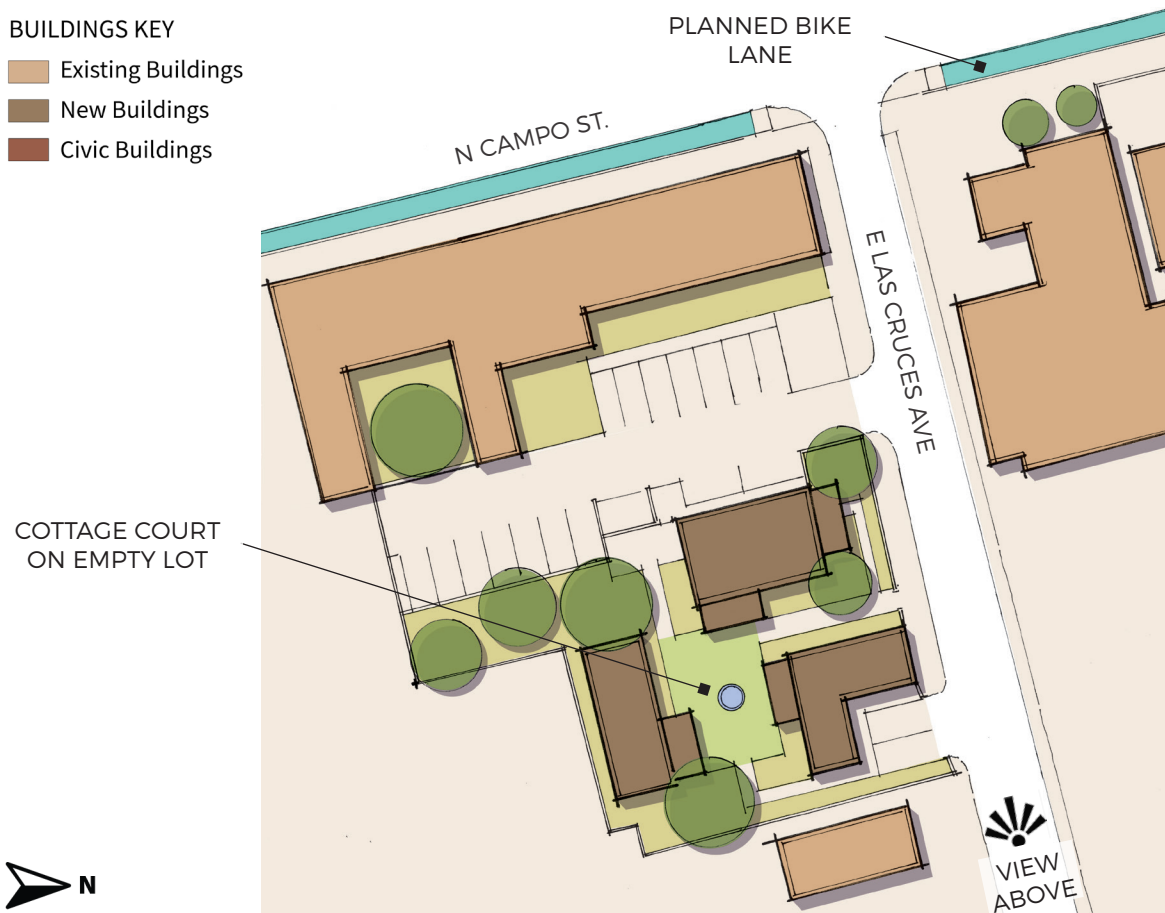 BUILDINGS KEY
Existing Buildings
New Buildings
Civic Buildings
PLANNED BIKE
LANE
N CAMPO ST.
E LAS CRUCES AVE
COTTAGE COURT
ON EMPTY LOT
VIEW
ABOVE
N